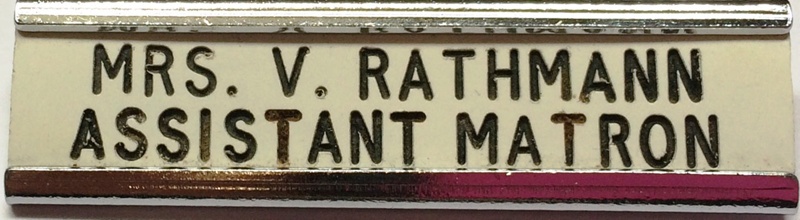 MRS. V. RATHMANN
ASSISTANT MATRON